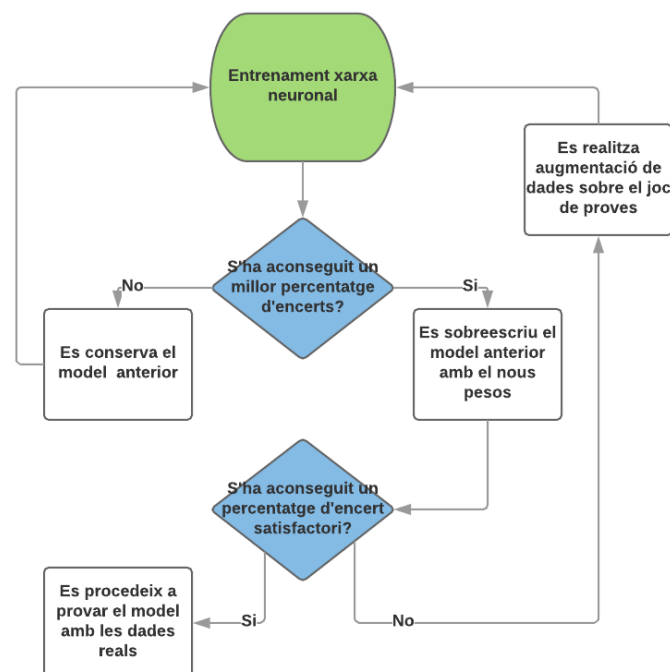 Entrenament xarxa
neuronal
Es realitza
augmentació de
dades sobre el joc
de proves
S'ha aconseguit un
millor percentatge
d'encerts?
No
Si
Es conserva el
model anterior
Es sobreescriu el
model anterior
amb el nous
pesos
S'ha aconseguit un
percentatge d'encert
satisfactori?
Es procedeix a
provar el model
amb les dades
reals
Si
No